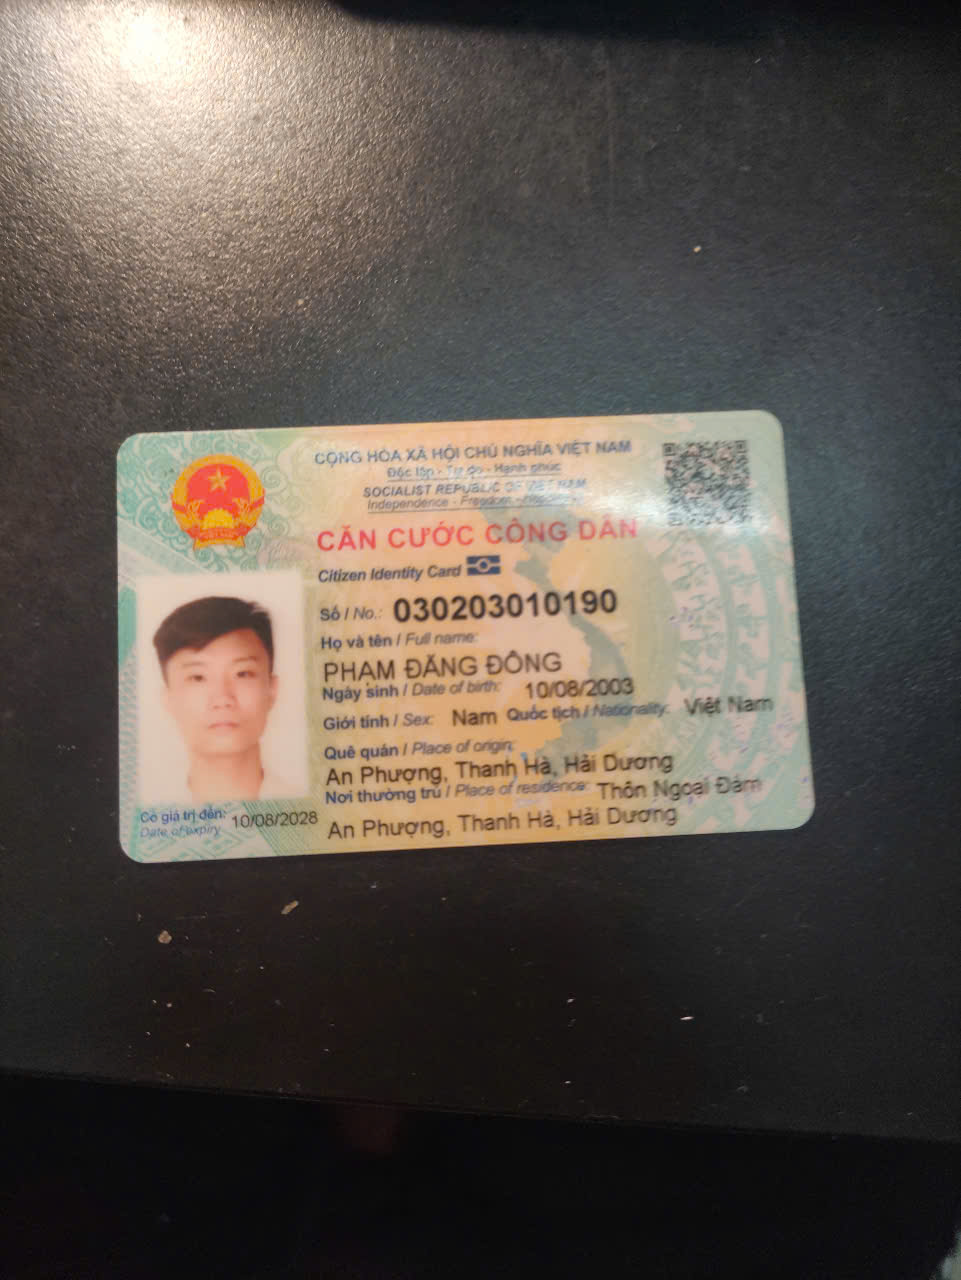 CỘNG HÒA XÃ HỘI CHỦ NGHĨA VIỆT NAM
Độc lập - Tự do - Hạnh phúc
SOCIALIST REPUBLIC OF VIET NAM
Independence - Freedom - Happiness
CĂN CƯỚC CÔNG DÂN
Citizen Identity Card
Số / No.: 030203010190
Họ và tên / Full name:
PHẠM ĐĂNG ĐÔNG
Ngày sinh / Date of birth: 10/08/2003
Giới tính / Sex: Nam Quốc tịch / Nationality: Việt Nam
Quê quán / Place of origin:
An Phượng, Thanh Hà, Hải Dương
Nơi thường trú / Place of residence: Thôn Ngoại Đàm
An Phượng, Thanh Hà, Hải Dương
Có giá trị đến: 10/08/2028
Date of expiry